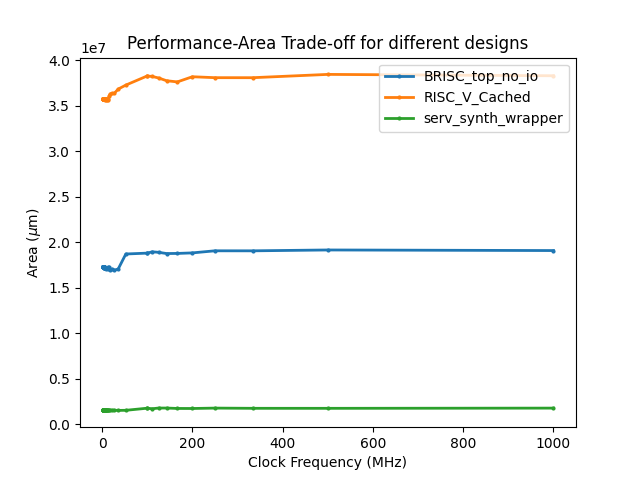 Performance-Area Trade-off for different designs
1e7
4.0
3.5
3.0
2.5
2.0
1.5
1.0
0.5
0.0
Area (μm)
BRISC_top_no_io
RISC_V_Cached
serv_synth_wrapper
0 200 400 600 800 1000
Clock Frequency (MHz)